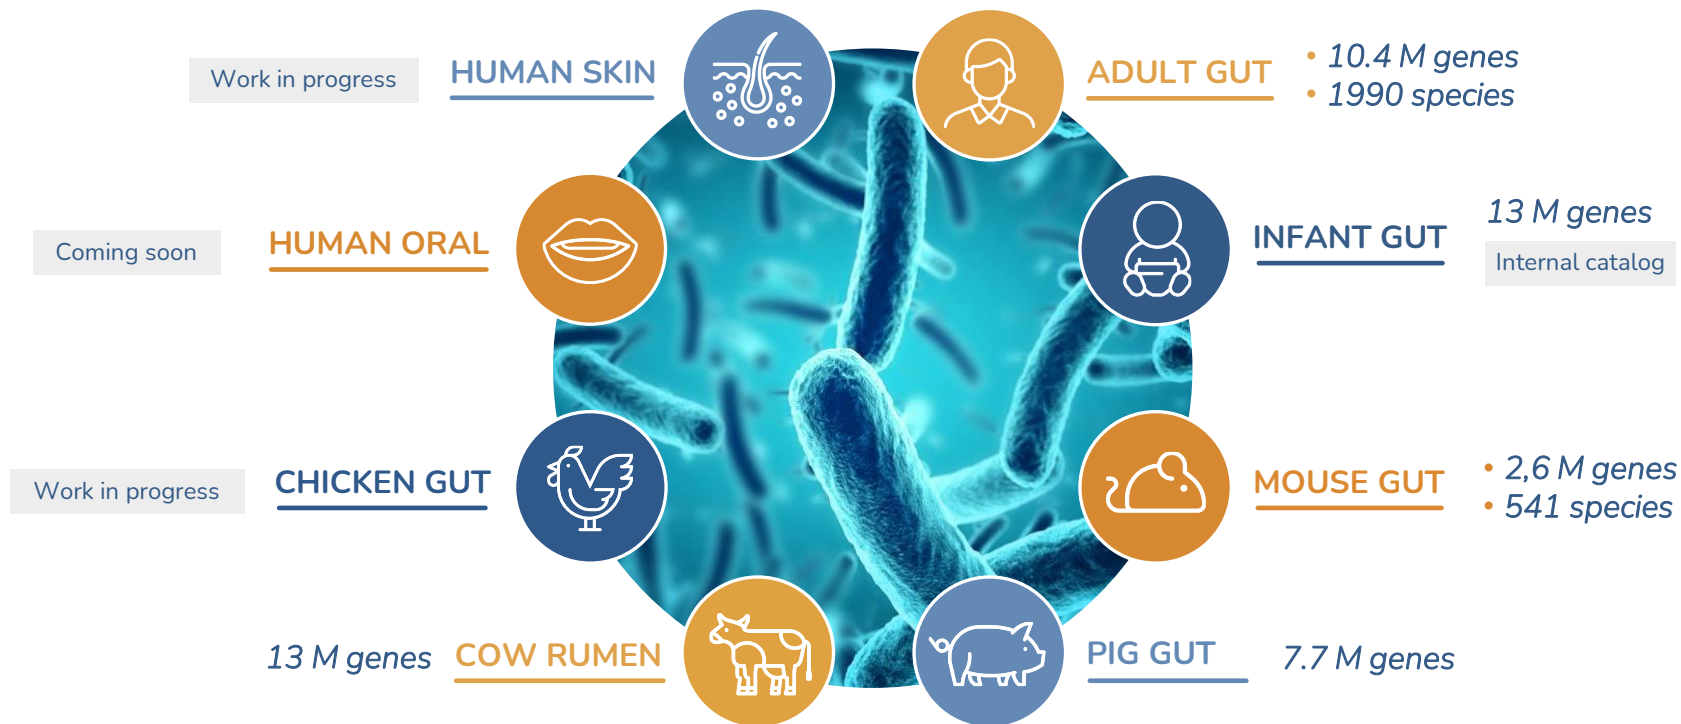 Work in progress
HUMAN SKIN
ADULT GUT
• 10.4 M genes
• 1990 species
Coming soon
HUMAN ORAL
INFANT GUT
13 M genes
Internal catalog
Work in progress
CHICKEN GUT
MOUSE GUT
• 2,6 M genes
• 541 species
13 M genes
COW RUMEN
PIG GUT
7.7 M genes